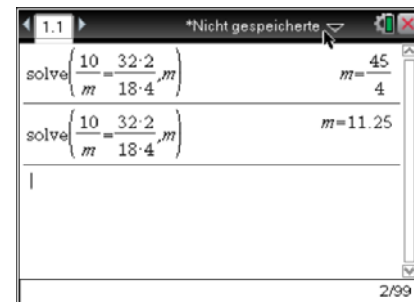 1.1 *Nicht gespeicherte
solve(10/m=32·2/18·4,m) m=45/4
solve(10/m=32·2/18·4,m) m=11.25
2/99